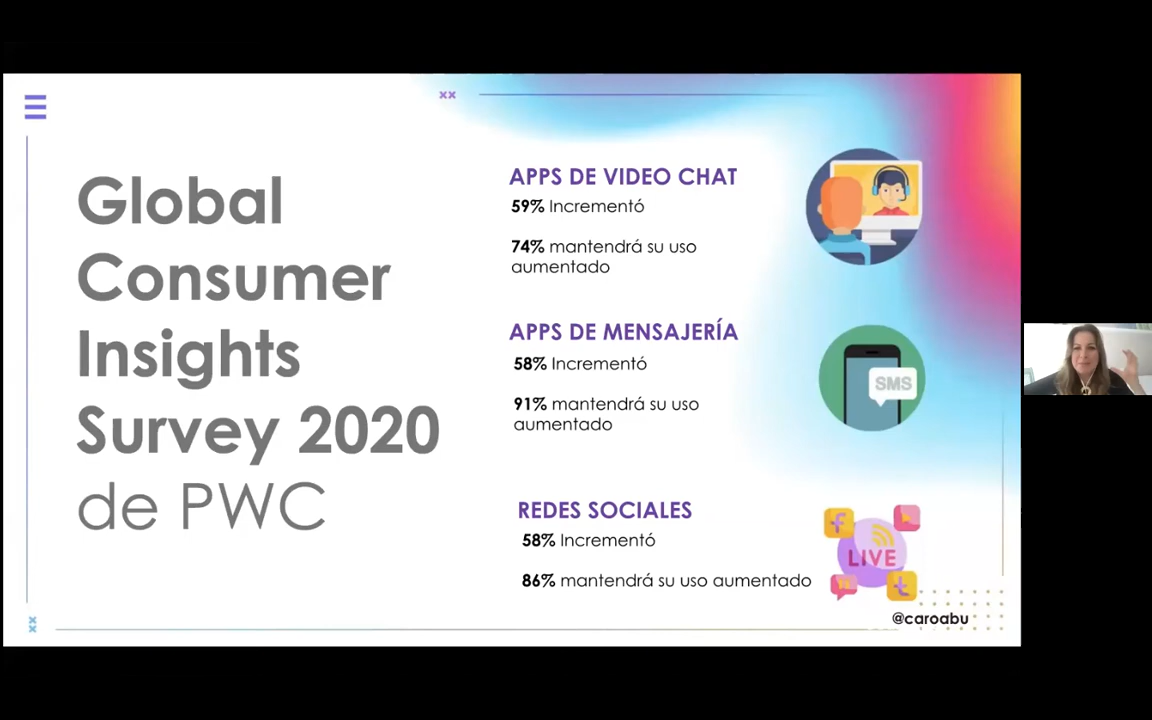 Global
Consumer
Insights
Survey 2020
de PWC
APPS DE VIDEO CHAT
59% Incrementó
74% mantendrá su uso
aumentado
APPS DE MENSAJERÍA
58% Incrementó
91% mantendrá su uso
aumentado
SMS
REDES SOCIALES
58% Incrementó
86% mantendrá su uso aumentado
LIVE
@caroabu